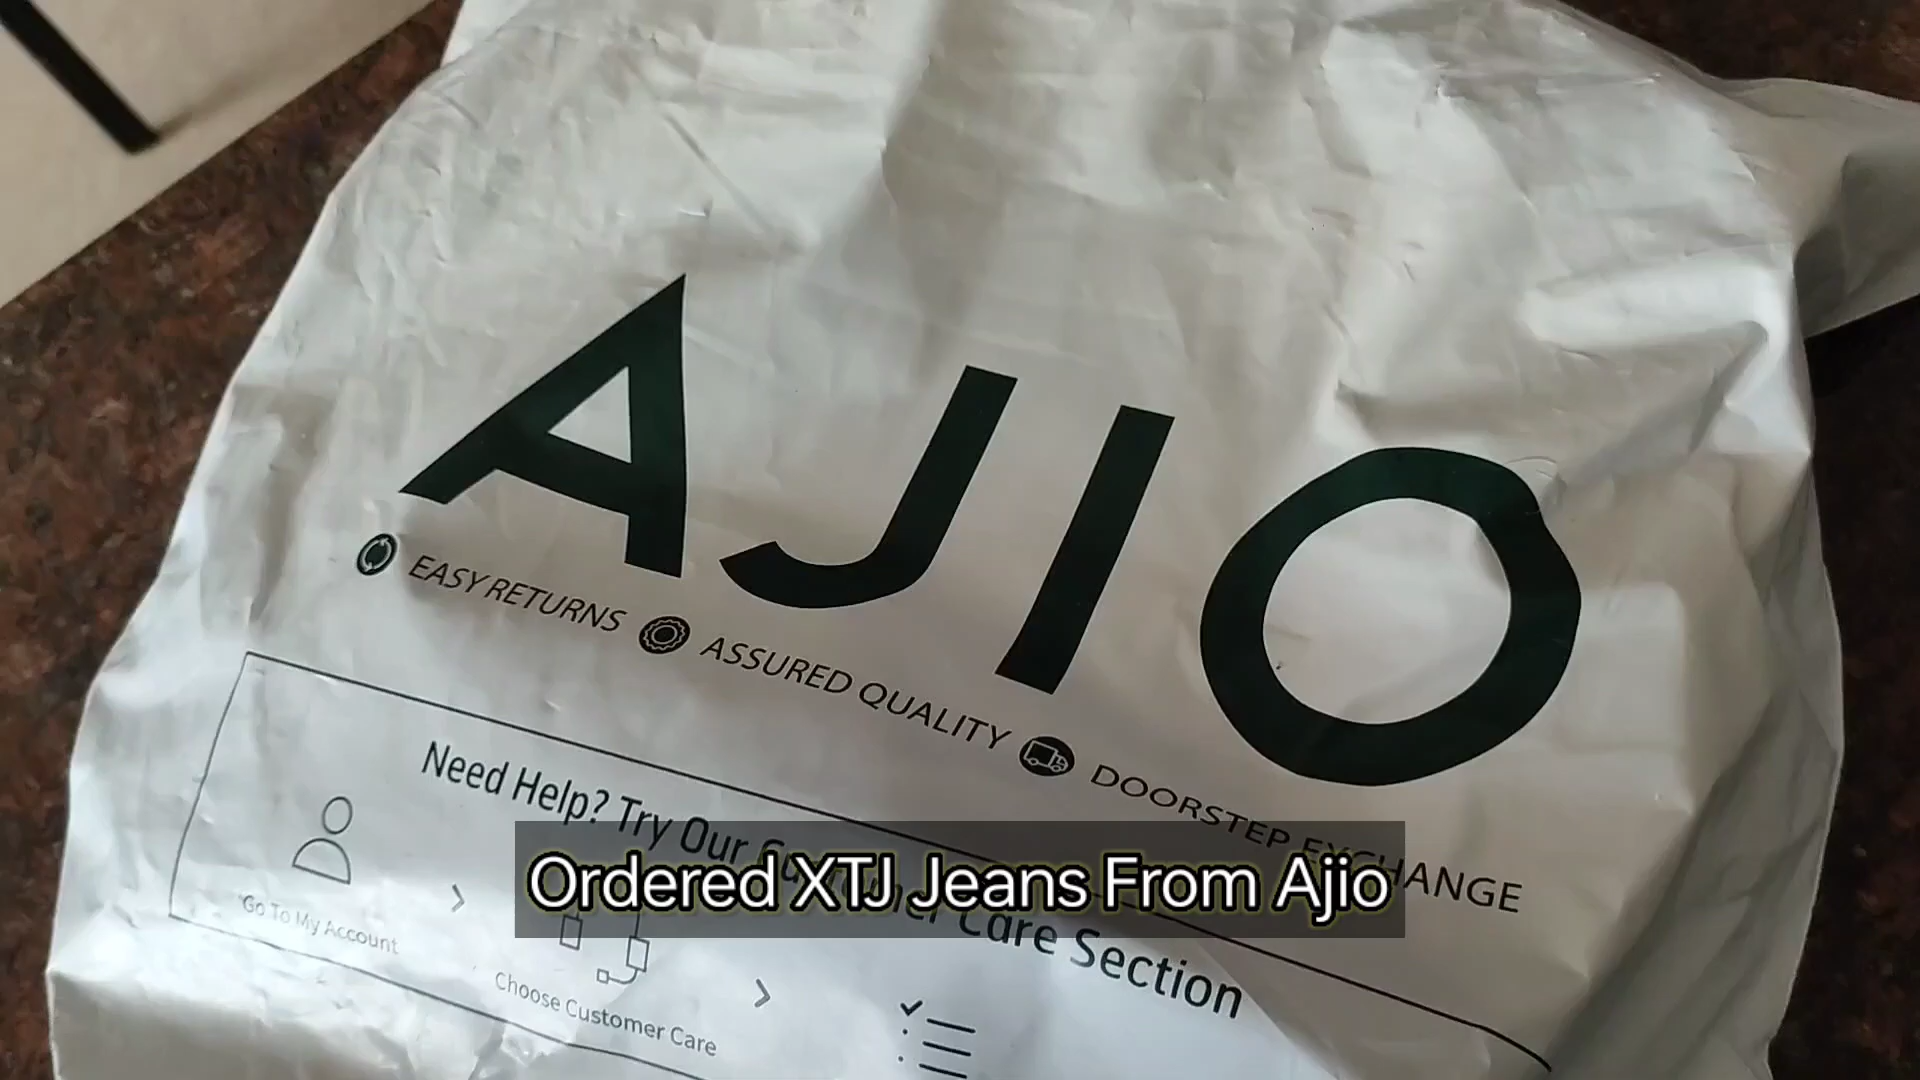 AJIO
EASY RETURNS ASSURED QUALITY DOORSTEP EXCHANGE
Need Help? Try Our Customer Care Section
Ordered XTJ Jeans From Ajio
Go To My Account
Choose Customer Care